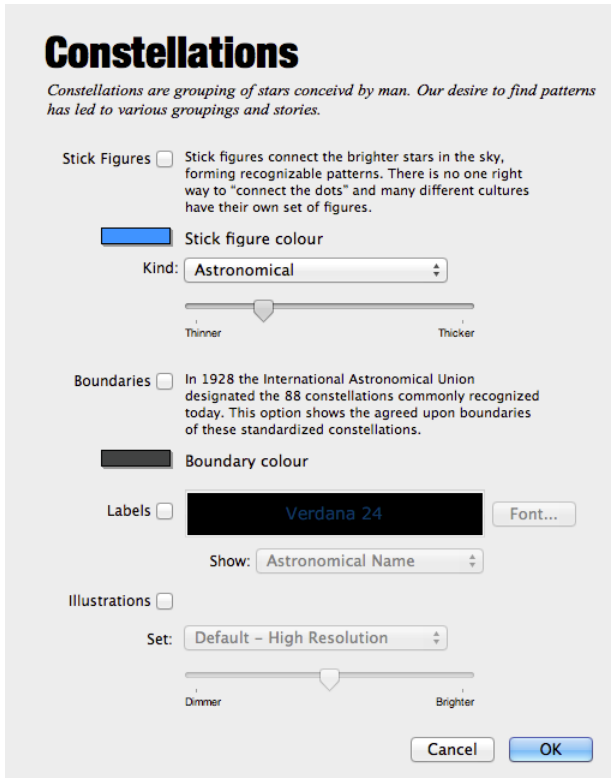 Constellations
Constellations are grouping of stars conceivd by man. Our desire to find patterns
has led to various groupings and stories.
Stick Figures
Stick figures connect the brighter stars in the sky,
forming recognizable patterns. There is no one right
way to “connect the dots” and many different cultures
have their own set of figures.
Stick figure colour
Kind: Astronomical
Thinner Thicker
Boundaries
In 1928 the International Astronomical Union
designated the 88 constellations commonly recognized
today. This option shows the agreed upon boundaries
of these standardized constellations.
Boundary colour
Labels Verdana 24 Font...
Show: Astronomical Name
Illustrations
Set: Default – High Resolution
Dimmer Brighter
Cancel OK